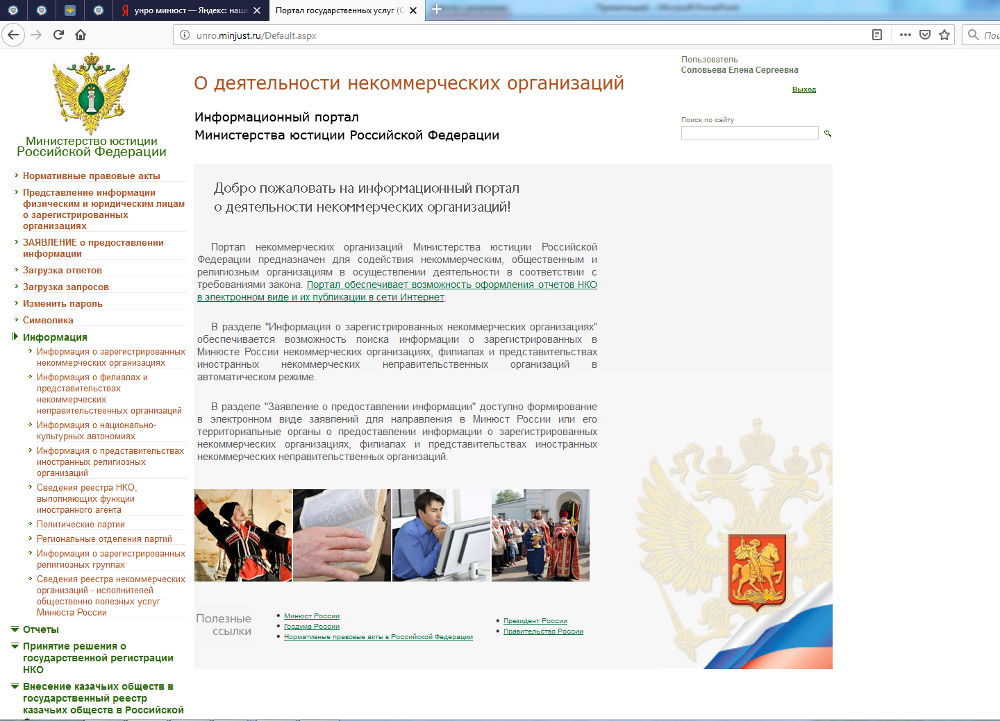 унро минюст — Яндекс: наш
Портал государственных услуг (
unro.minjust.ru/Default.aspx
Министерство юстиции
Российской Федерации
О деятельности некоммерческих организаций
Информационный портал
Министерства юстиции Российской Федерации
Пользователь
Соловьева Елена Сергеевна
Выход
Поиск по сайту
Нормативные правовые акты
Представление информации
физическим и юридическим лицам
о зарегистрированных
организациях
ЗАЯВЛЕНИЕ о предоставлении
информации
Загрузка ответов
Загрузка запросов
Изменить пароль
Символика
Информация
Информация о зарегистрированных
некоммерческих организациях
Информация о филиалах и
представительствах
некоммерческих
неправительственных организаций
Информация о национально-
культурных автономиях
Информация о представительствах
иностранных религиозных
организаций
Сведения реестра НКО,
выполняющих функции
иностранного агента
Политические партии
Региональные отделения партий
Информация о зарегистрированных
религиозных группах
Сведения реестра некоммерческих
организаций - исполнителей
общественно полезных услуг
Минюста России
Отчеты
Принятие решения о
государственной регистрации
НКО
Внесение казачьих обществ в
государственный реестр
казачьих обществ в Российской
Добро пожаловать на информационный портал
о деятельности некоммерческих организаций!
Портал некоммерческих организаций Министерства юстиции Российской
Федерации предназначен для содействия некоммерческим, общественным и
религиозным организациям в осуществлении деятельности в соответствии с
требованиями закона. Портал обеспечивает возможность оформления отчетов НКО
в электронном виде и их публикации в сети Интернет.
В разделе "Информация о зарегистрированных некоммерческих организациях"
обеспечивается возможность поиска информации о зарегистрированных в
Минюсте России некоммерческих организациях, филиалах и представительствах
иностранных некоммерческих неправительственных организаций в
автоматическом режиме.
В разделе "Заявление о предоставлении информации" доступно формирование
в электронном виде заявлений для направления в Минюст России или его
территориальные органы о предоставлении информации о зарегистрированных
некоммерческих организациях, филиалах и представительствах иностранных
некоммерческих неправительственных организаций.
Полезные
ссылки
Минюст России
Госдума России
Нормативные правовые акты в Российской Федерации
Президент России
Правительство России